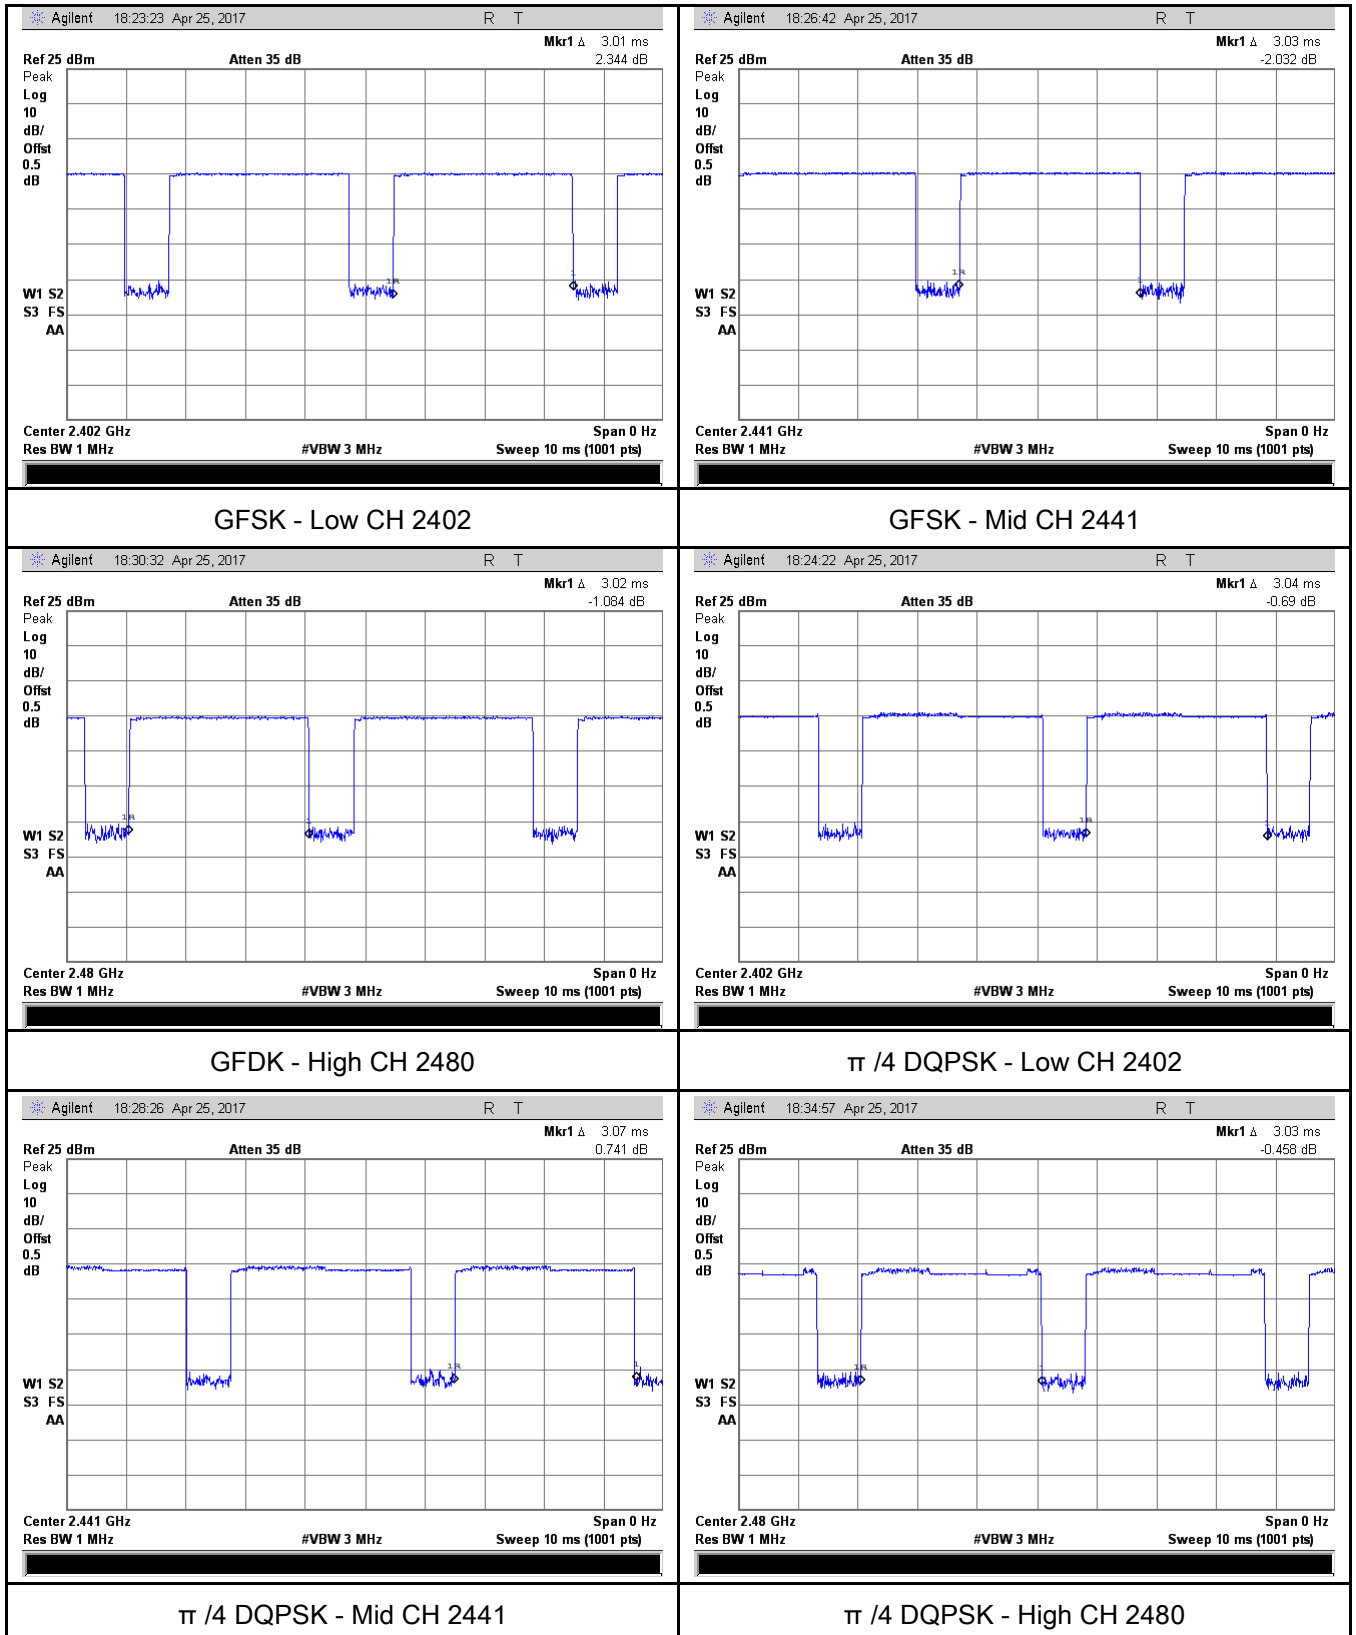 Agilent 18:23:23 Apr 25, 2017 R T
Mkr1 Δ 3.01 ms
Ref 25 dBm Atten 35 dB 2.344 dB
Peak
Log
10
dB/
Offst
0.5
dB
1R
1
W1 S2
S3 FS
AA
Center 2.402 GHz Span 0 Hz
Res BW 1 MHz #VBW 3 MHz Sweep 10 ms (1001 pts)
GFSK - Low CH 2402
Agilent 18:26:42 Apr 25, 2017 R T
Mkr1 Δ 3.03 ms
Ref 25 dBm Atten 35 dB -2.032 dB
Peak
Log
10
dB/
Offst
0.5
dB
1R
1
W1 S2
S3 FS
AA
Center 2.441 GHz Span 0 Hz
Res BW 1 MHz #VBW 3 MHz Sweep 10 ms (1001 pts)
GFSK - Mid CH 2441
Agilent 18:30:32 Apr 25, 2017 R T
Mkr1 Δ 3.02 ms
Ref 25 dBm Atten 35 dB -1.084 dB
Peak
Log
10
dB/
Offst
0.5
dB
1R
1
W1 S2
S3 FS
AA
Center 2.48 GHz Span 0 Hz
Res BW 1 MHz #VBW 3 MHz Sweep 10 ms (1001 pts)
GFDK - High CH 2480
Agilent 18:24:22 Apr 25, 2017 R T
Mkr1 Δ 3.04 ms
Ref 25 dBm Atten 35 dB -0.69 dB
Peak
Log
10
dB/
Offst
0.5
dB
1R
1
W1 S2
S3 FS
AA
Center 2.402 GHz Span 0 Hz
Res BW 1 MHz #VBW 3 MHz Sweep 10 ms (1001 pts)
π /4 DQPSK - Low CH 2402
Agilent 18:28:26 Apr 25, 2017 R T
Mkr1 Δ 3.07 ms
Ref 25 dBm Atten 35 dB 0.741 dB
Peak
Log
10
dB/
Offst
0.5
dB
1R
1
W1 S2
S3 FS
AA
Center 2.441 GHz Span 0 Hz
Res BW 1 MHz #VBW 3 MHz Sweep 10 ms (1001 pts)
π /4 DQPSK - Mid CH 2441
Agilent 18:34:57 Apr 25, 2017 R T
Mkr1 Δ 3.03 ms
Ref 25 dBm Atten 35 dB -0.458 dB
Peak
Log
10
dB/
Offst
0.5
dB
1R
1
W1 S2
S3 FS
AA
Center 2.48 GHz Span 0 Hz
Res BW 1 MHz #VBW 3 MHz Sweep 10 ms (1001 pts)
π /4 DQPSK - High CH 2480